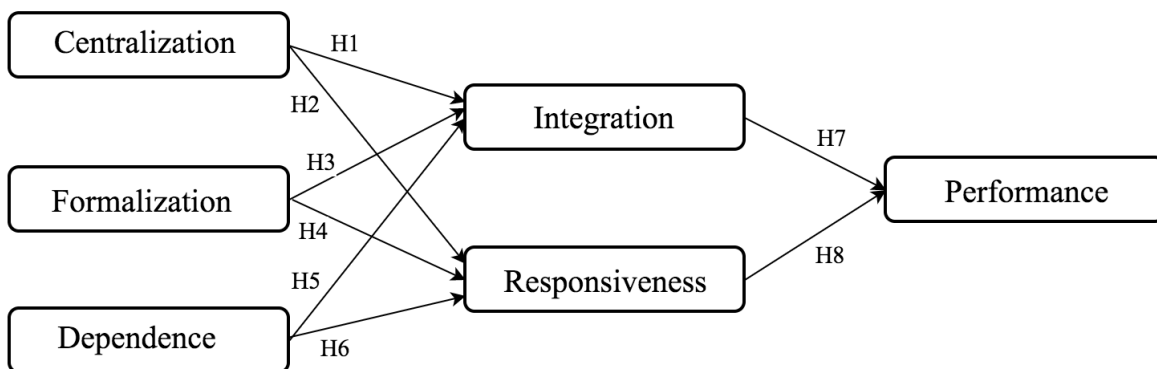 Centralization
H1
H2
Integration
H7
H3
Formalization
Performance
H4
H8
H5
Responsiveness
Dependence
H6